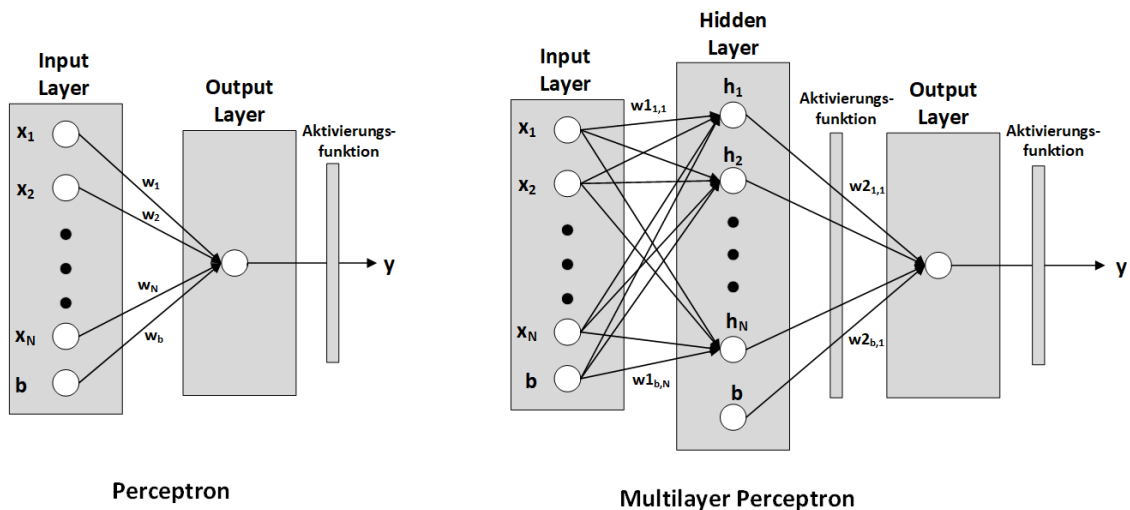 Input
Layer
Output
Layer
Aktivierungs-
funktion
x1
x2
xN
b
w1
w2
wN
wb
y
Perceptron
Input
Layer
Hidden
Layer
Aktivierungs-
funktion
Output
Layer
Aktivierungs-
funktion
x1
x2
xN
b
w11,1
w1b,N
h1
h2
hN
b
w21,1
w2b,1
y
Multilayer Perceptron